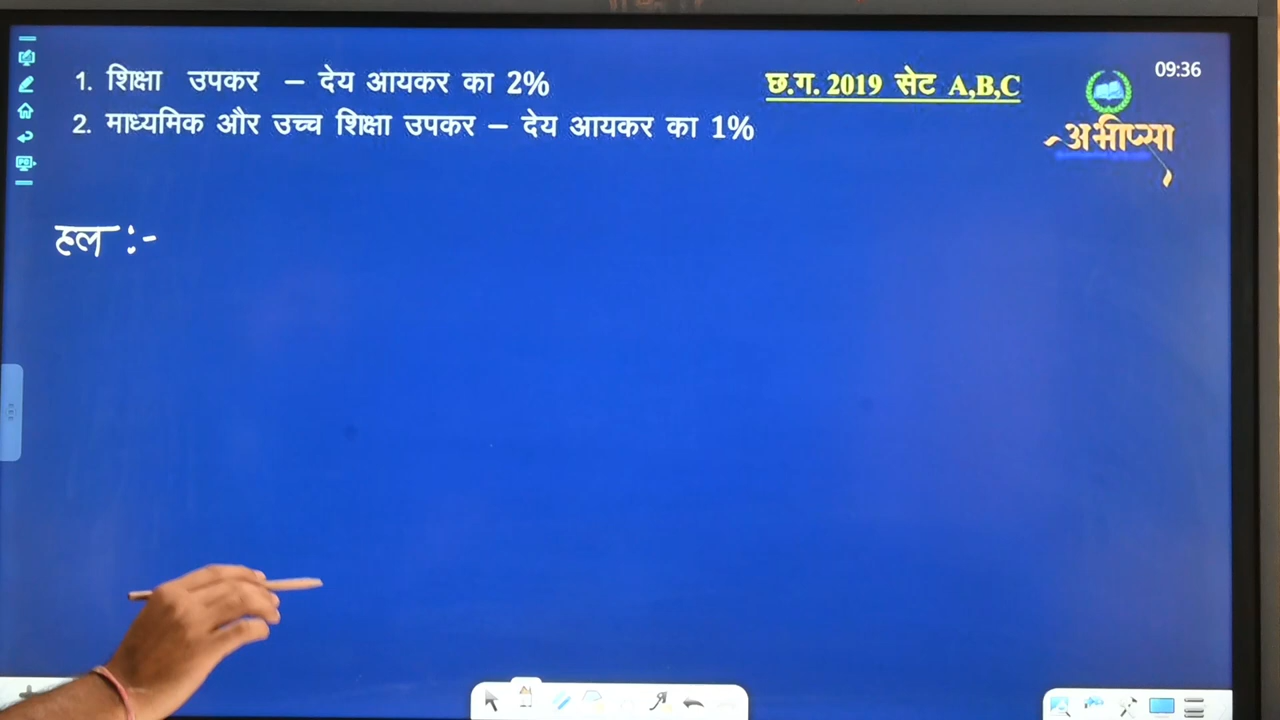 1. शिक्षा उपकर – देय आयकर का 2%
छ.ग. 2019 सेट A,B,C
09:36
2. माध्यमिक और उच्च शिक्षा उपकर – देय आयकर का 1%
अभीप्सा
हल :-